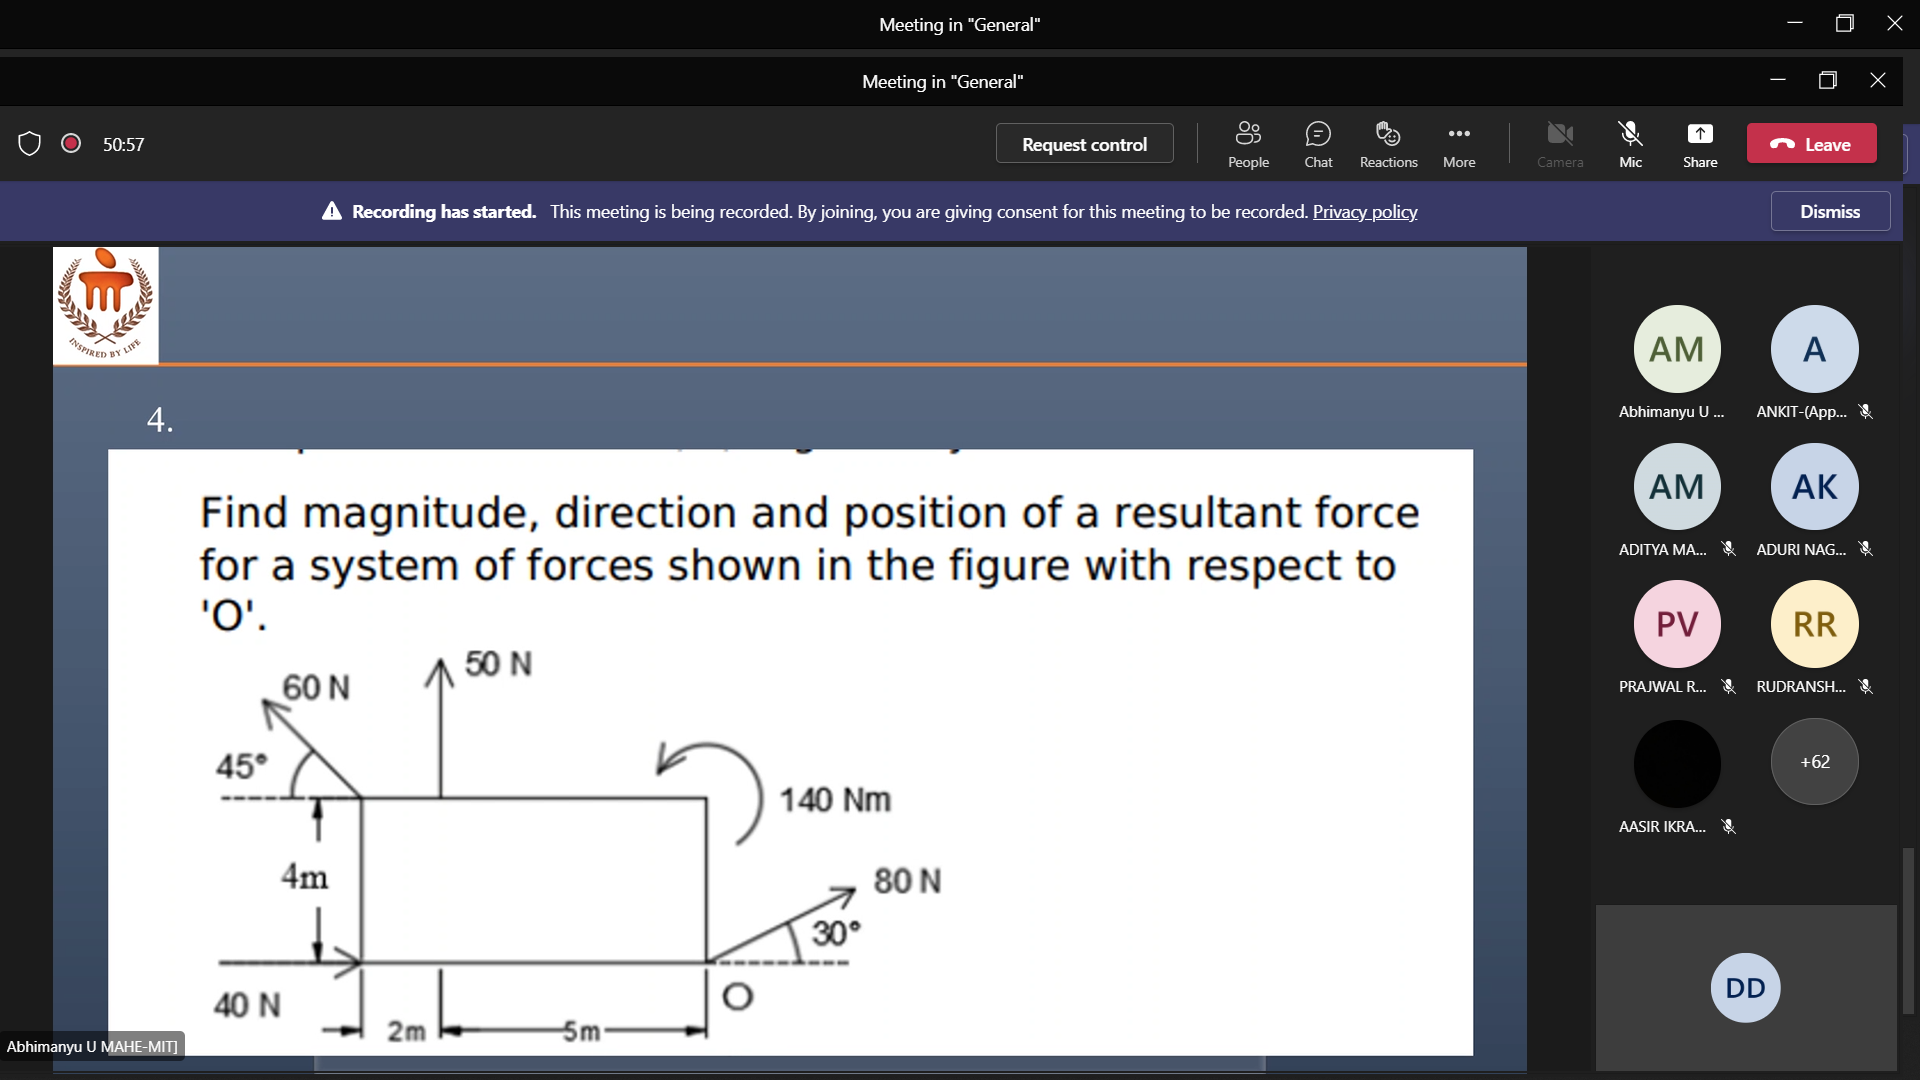 Meeting in "General"
Meeting in "General"
50:57
Request control
People
Chat
Reactions
More
Camera
Mic
Share
Leave
Recording has started. This meeting is being recorded. By joining, you are giving consent for this meeting to be recorded. Privacy policy
Dismiss
INSPIRED BY LIFE
4.
Find magnitude, direction and position of a resultant force
for a system of forces shown in the figure with respect to
'O'.
50 N
60 N
45°
140 Nm
4m
80 N
30°
40 N
O
2m
5m
Abhimanyu U MAHE-MIT]
AM
A
Abhimanyu U ...
ANKIT-(App...
AM
AK
ADITYA MA...
ADURI NAG...
PV
RR
PRAJWAL R...
RUDRANSH...
+62
AASIR IKRA...
DD